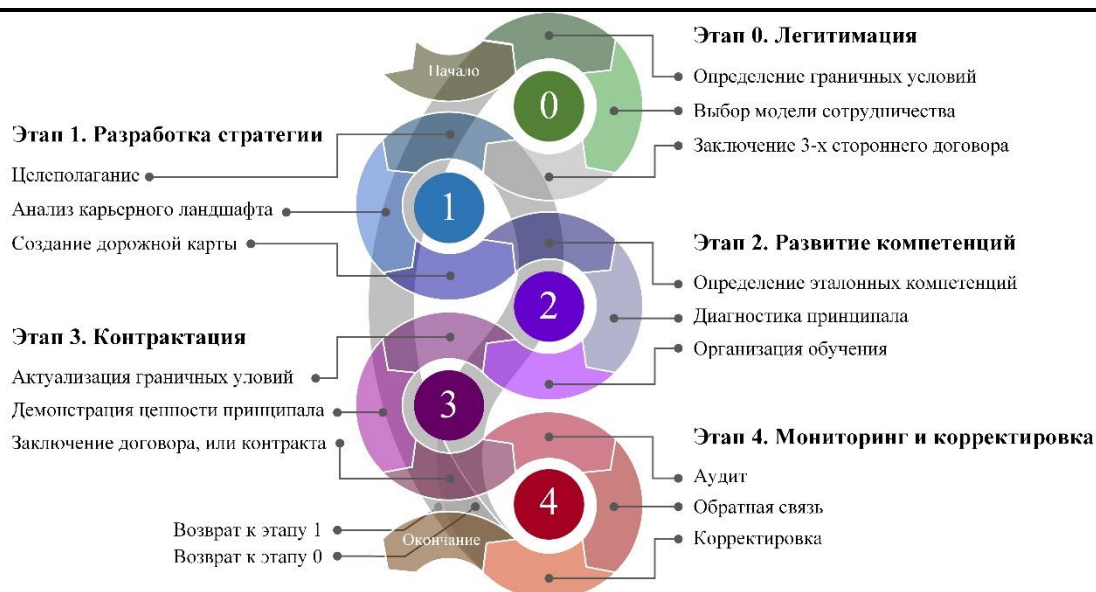 Начало
0
Этап 0. Легитимация
Определение граничных условий
Выбор модели сотрудничества
Заключение 3-х стороннего договора
Этап 1. Разработка стратегии
Целеполагание
Анализ карьерного ландшафта
Создание дорожной карты
1
Этап 2. Развитие компетенций
Определение эталонных компетенций
Диагностика принципала
Организация обучения
2
Этап 3. Контрактация
Актуализация граничных уловий
Демонстрация ценности принципала
Заключение договора, или контракта
3
Этап 4. Мониторинг и корректировка
Аудит
Обратная связь
Корректировка
4
Возврат к этапу 1
Возврат к этапу 0
Окончание